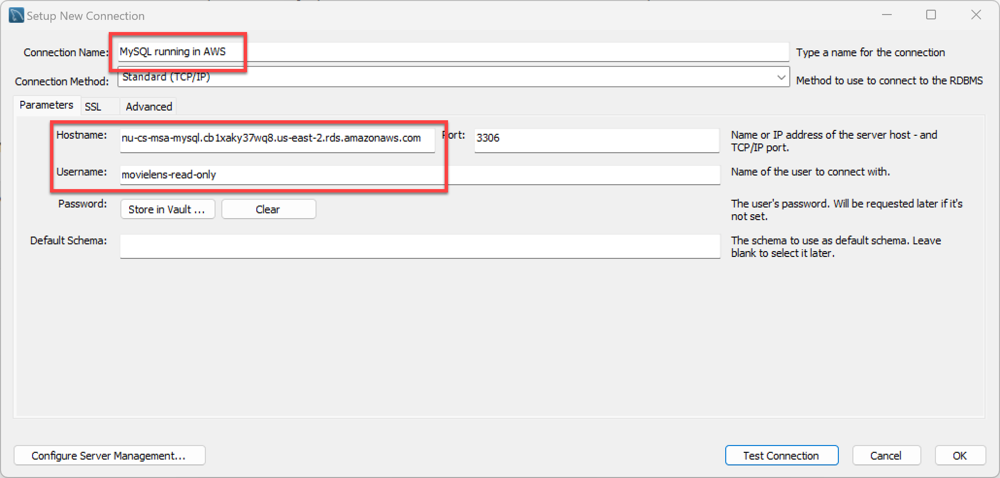 Setup New Connection
Connection Name: MySQL running in AWS Type a name for the connection
Connection Method: Standard (TCP/IP) Method to use to connect to the RDBMS
Parameters SSL Advanced
Hostname: nu-cs-msa-mysql.cb1xaky37wq8.us-east-2.rds.amazonaws.com Port: 3306 Name or IP address of the server host - and
TCP/IP port.
Username: movielens-read-only Name of the user to connect with.
Password: Store in Vault ... Clear The user's password. Will be requested later if it's
not set.
Default Schema: The schema to use as default schema. Leave
blank to select it later.
Configure Server Management... Test Connection Cancel OK